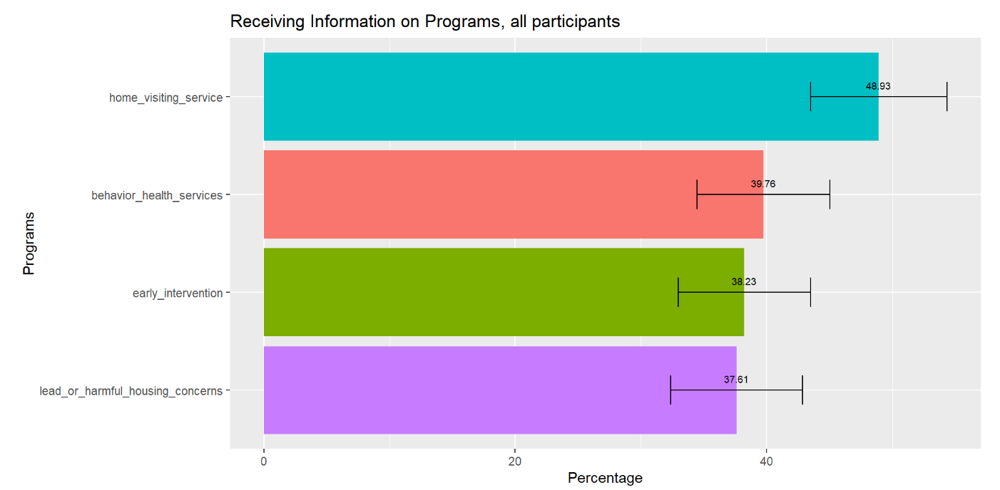 Receiving Information on Programs, all participants
home_visiting_service
48.93
behavior_health_services
39.76
Programs
early_intervention
38.23
lead_or_harmful_housing_concerns
37.61
0 20 40
Percentage